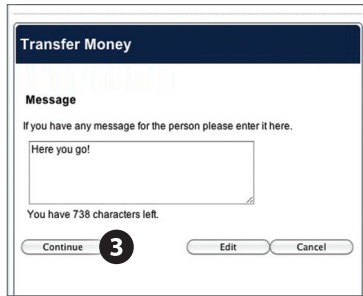 Transfer Money
Message
If you have any message for the person please enter it here.
Here you go!
You have 738 characters left.
Continue 3 Edit Cancel